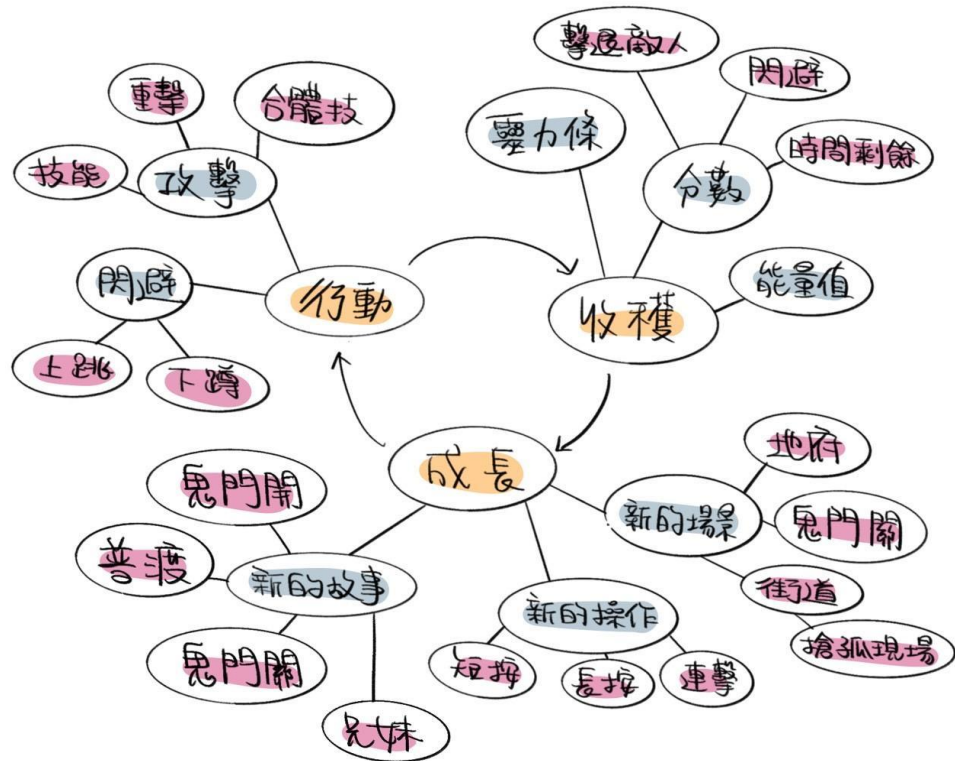 重擊
合體技
技能
攻擊
閃避
上跳
下蹲
行動
擊退敵人
閃避
靈力條
時間剩餘
分數
能量值
收穫
成長
地府
新的場景
鬼門關
街道
搶孤現場
鬼門開
普渡
新的故事
鬼門關
兄妹
新的操作
短按
長按
連擊